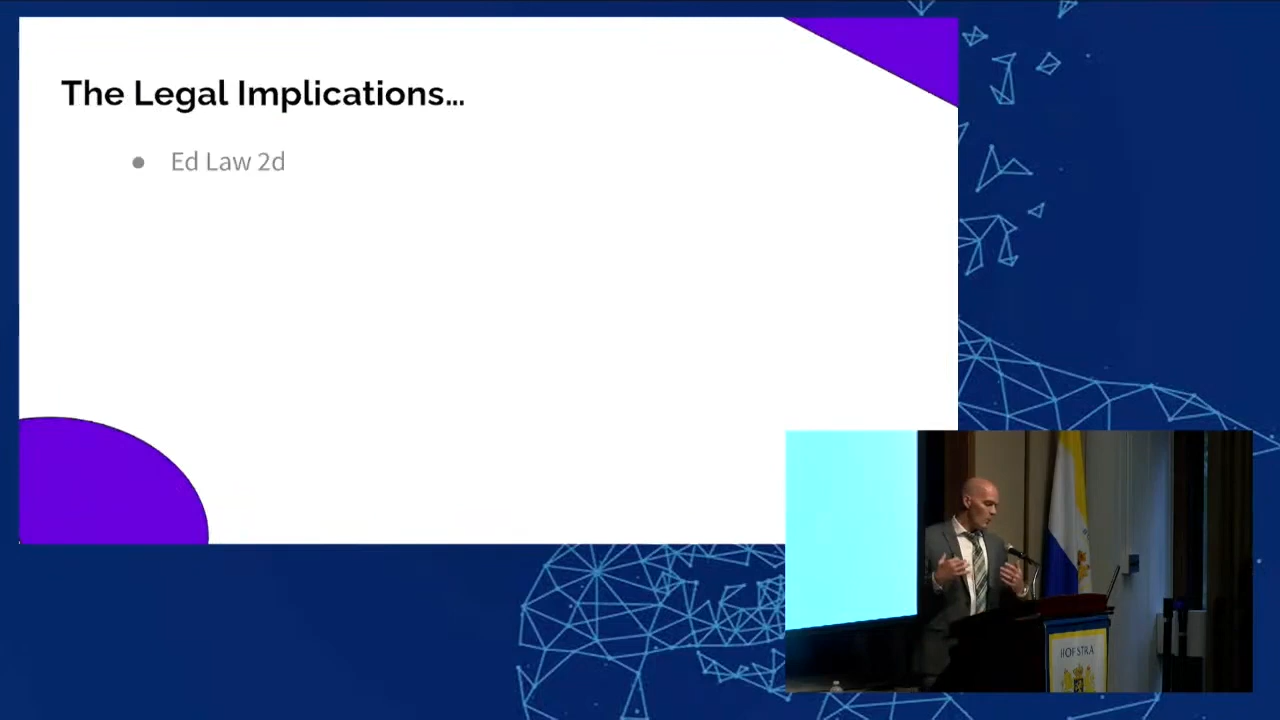 The Legal Implications...
● Ed Law 2d
HOFSTRA